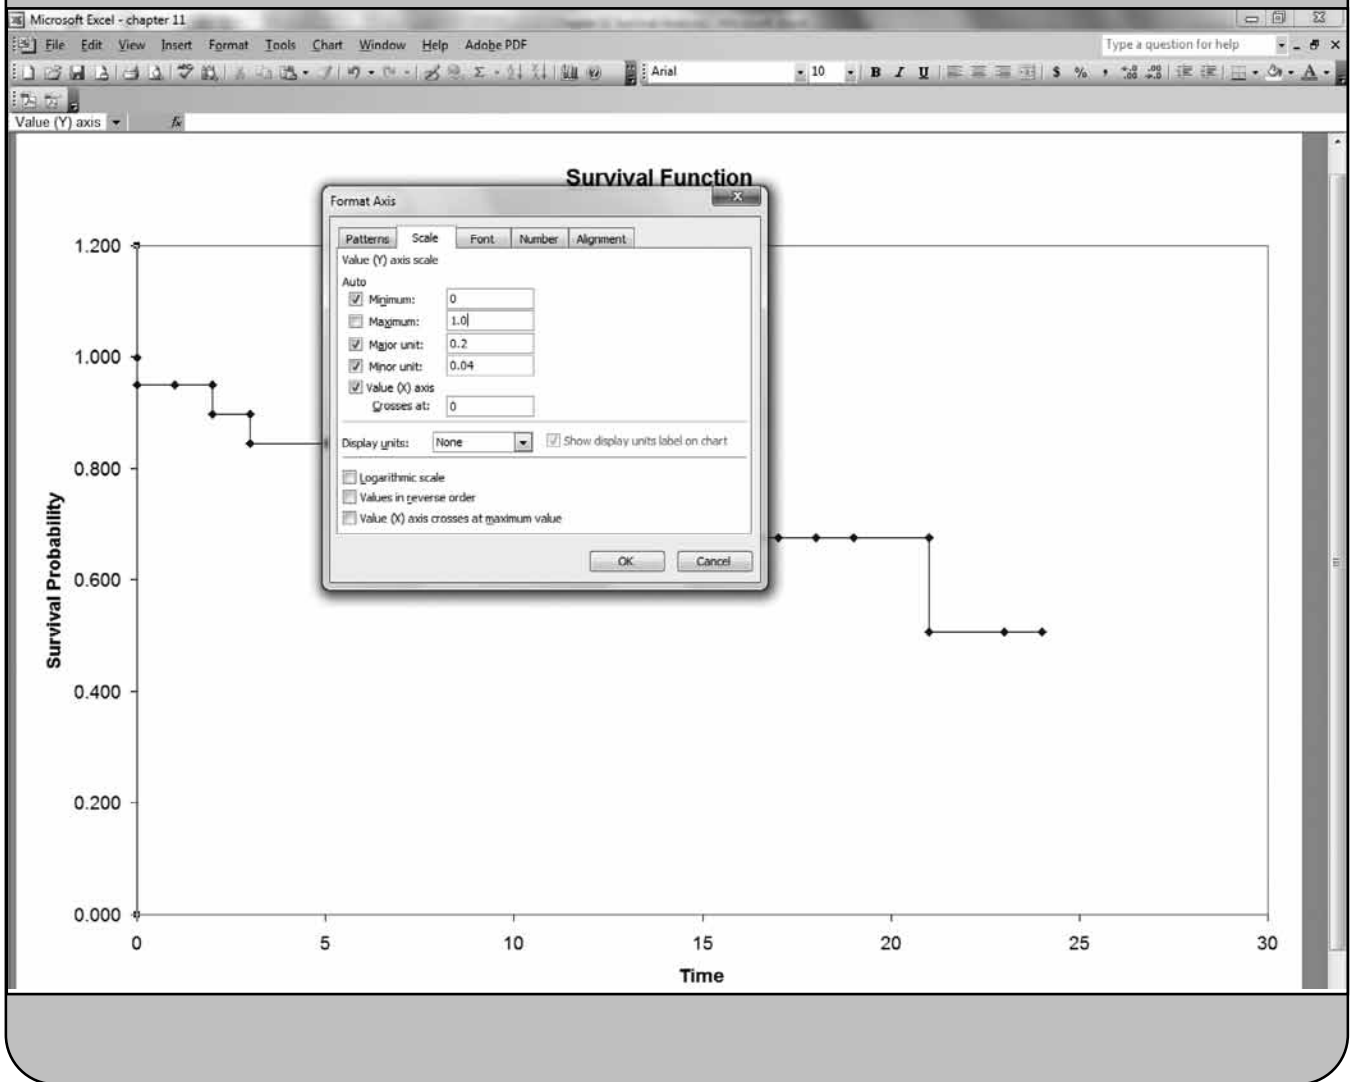 Microsoft Excel - chapter 11
File Edit View Insert Format Tools Chart Window Help Adobe PDF Type a question for help
Arial 10 B I U $ % ,
Value (Y) axis fx
Survival Function
Format Axis
Patterns Scale Font Number Alignment
Value (Y) axis scale
Auto
Minimum: 0
Maximum: 1.0
Major unit: 0.2
Minor unit: 0.04
Value (X) axis
Crosses at: 0
Display units: None Show display units label on chart
Logarithmic scale
Values in reverse order
Value (X) axis crosses at maximum value
OK Cancel
1.200
1.000
0.800
0.600
0.400
0.200
0.000
Survival Probability
0 5 10 15 20 25 30
Time